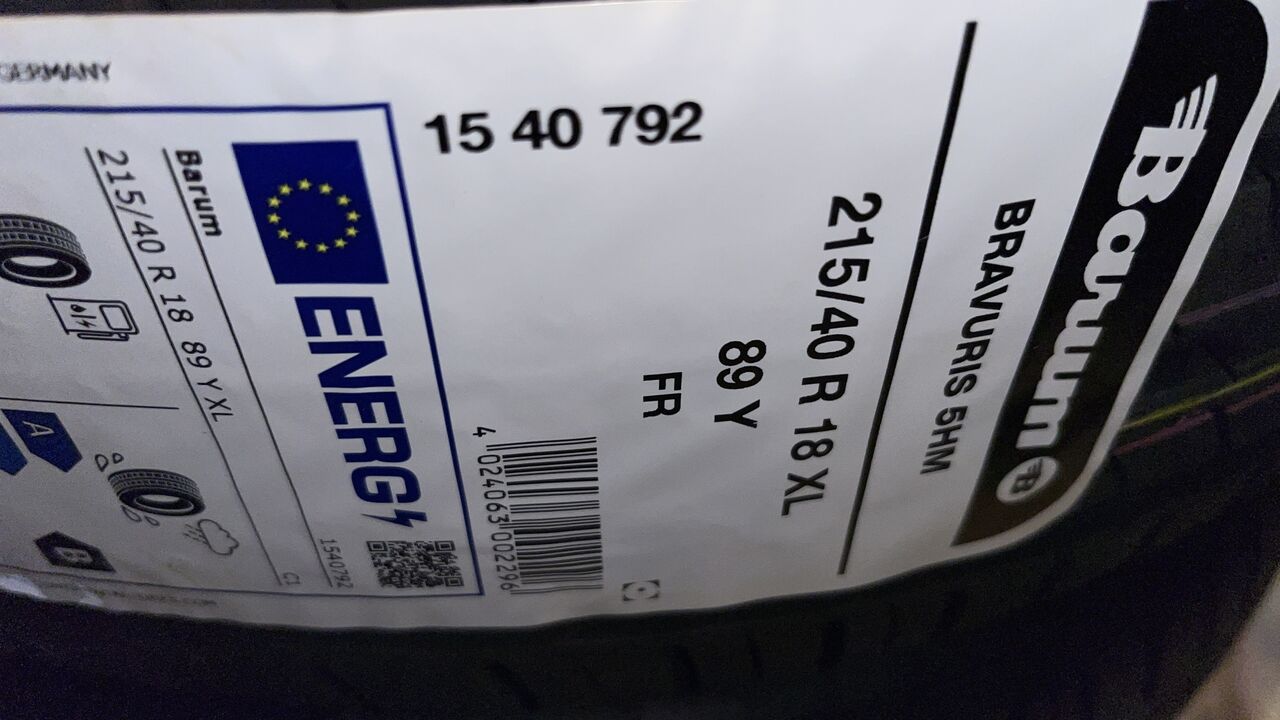 Barum
BRAVURIS 5HM
215/40 R 18 XL
89 Y
FR
15 40 792
4 024063 002296
GERMANY
ENERG
Barum
1540792
215/40 R 18 89 Y XL
C1
A
B